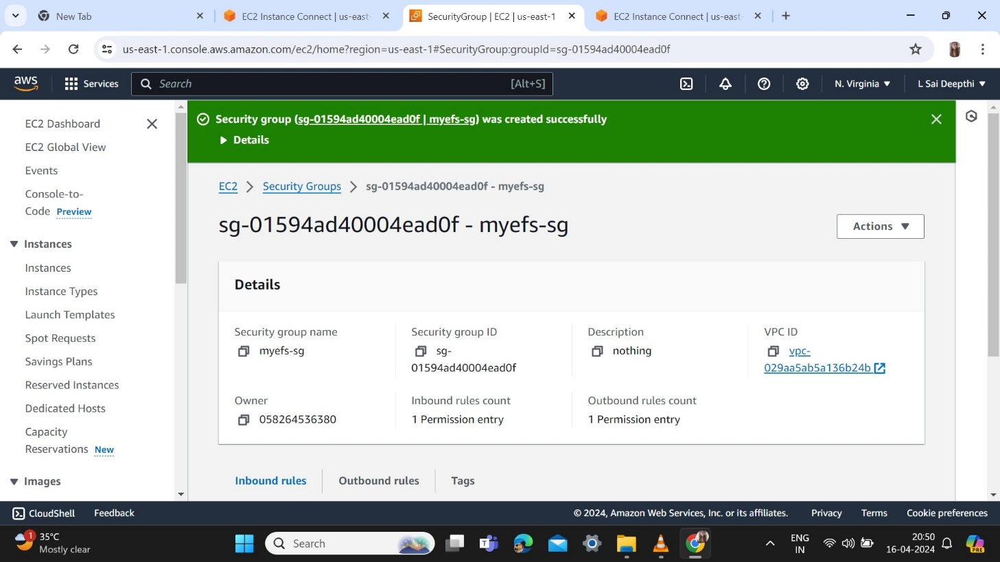 New Tab
EC2 Instance Connect | us-east-
SecurityGroup | EC2 | us-east-1
EC2 Instance Connect | us-east-
us-east-1.console.aws.amazon.com/ec2/home?region=us-east-1#SecurityGroup:groupId=sg-01594ad40004ead0f
aws
Services
Search
[Alt+S]
N. Virginia
L Sai Deepthi
EC2 Dashboard
EC2 Global View
Events
Console-to-
Code Preview
Instances
Instances
Instance Types
Launch Templates
Spot Requests
Savings Plans
Reserved Instances
Dedicated Hosts
Capacity
Reservations New
Images
Security group (sg-01594ad40004ead0f | myefs-sg) was created successfully
Details
EC2 > Security Groups > sg-01594ad40004ead0f - myefs-sg
sg-01594ad40004ead0f - myefs-sg
Actions
Details
Security group name
myefs-sg
Security group ID
sg-
01594ad40004ead0f
Description
nothing
VPC ID
vpc-
029aa5ab5a136b24b
Owner
058264536380
Inbound rules count
1 Permission entry
Outbound rules count
1 Permission entry
Inbound rules
Outbound rules
Tags
CloudShell
Feedback
© 2024, Amazon Web Services, Inc. or its affiliates.
Privacy
Terms
Cookie preferences
1
35°C
Mostly clear
Search
ENG
IN
20:50
16-04-2024
PRE